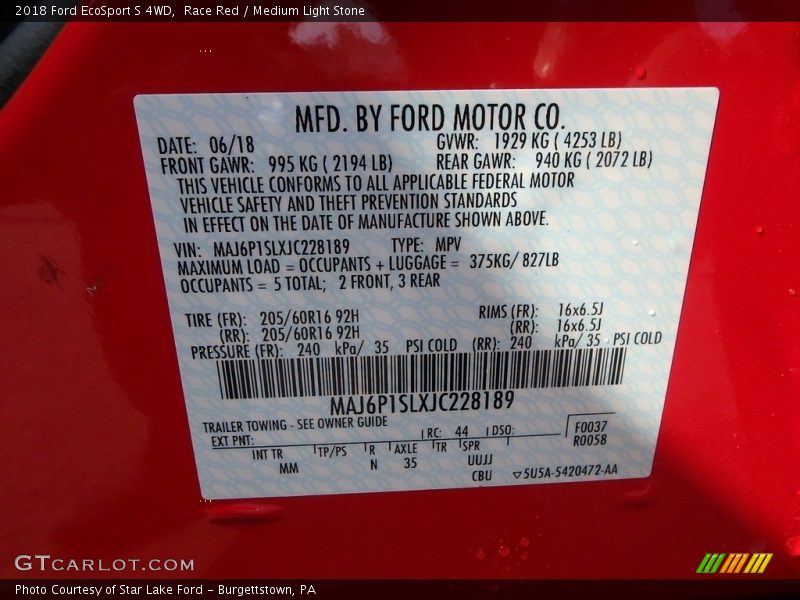 2018 Ford EcoSport S 4WD,  Race Red / Medium Light Stone
MFD. BY FORD MOTOR CO.
DATE: 06/18 GVWR: 1929 KG ( 4253 LB)
FRONT GAWR: 995 KG ( 2194 LB) REAR GAWR: 940 KG ( 2072 LB)
THIS VEHICLE CONFORMS TO ALL APPLICABLE FEDERAL MOTOR
VEHICLE SAFETY AND THEFT PREVENTION STANDARDS
IN EFFECT ON THE DATE OF MANUFACTURE SHOWN ABOVE.
VIN: MAJ6P1SLXJC228189 TYPE: MPV
MAXIMUM LOAD = OCCUPANTS + LUGGAGE = 375KG/ 827LB
OCCUPANTS = 5 TOTAL; 2 FRONT, 3 REAR
TIRE (FR): 205/60R16 92H RIMS (FR): 16x6.5J
(RR): 205/60R16 92H (RR): 16x6.5J
PRESSURE (FR): 240 kPa/ 35 PSI COLD (RR): 240 kPa/ 35 PSI COLD
MAJ6P1SLXJC228189
TRAILER TOWING - SEE OWNER GUIDE
EXT PNT: RC: 44 DSO: F0037
R0058
INT TR TP/PS R AXLE TR SPR
MM N 35 UUJJ
CBU 5U5A-5420472-AA
GTCARLOT.COM
Photo Courtesy of Star Lake Ford - Burgettstown, PA